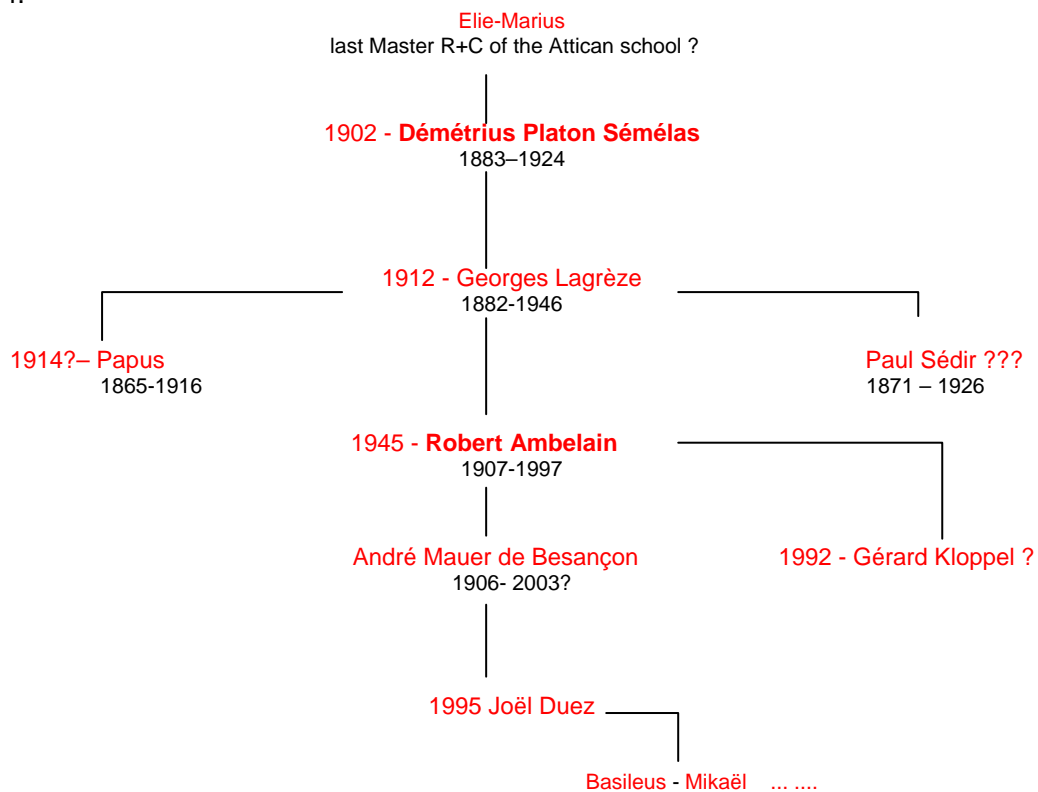 Elie-Marius
last Master R+C of the Attican school ?
1902 - Démétrius Platon Sémélas
1883–1924
1912 - Georges Lagrèze
1882-1946
1914?– Papus
1865-1916
Paul Sédir ???
1871 – 1926
1945 - Robert Ambelain
1907-1997
André Mauer de Besançon
1906- 2003?
1992 - Gérard Kloppel ?
1995 Joël Duez
Basileus - Mikaël ... ....